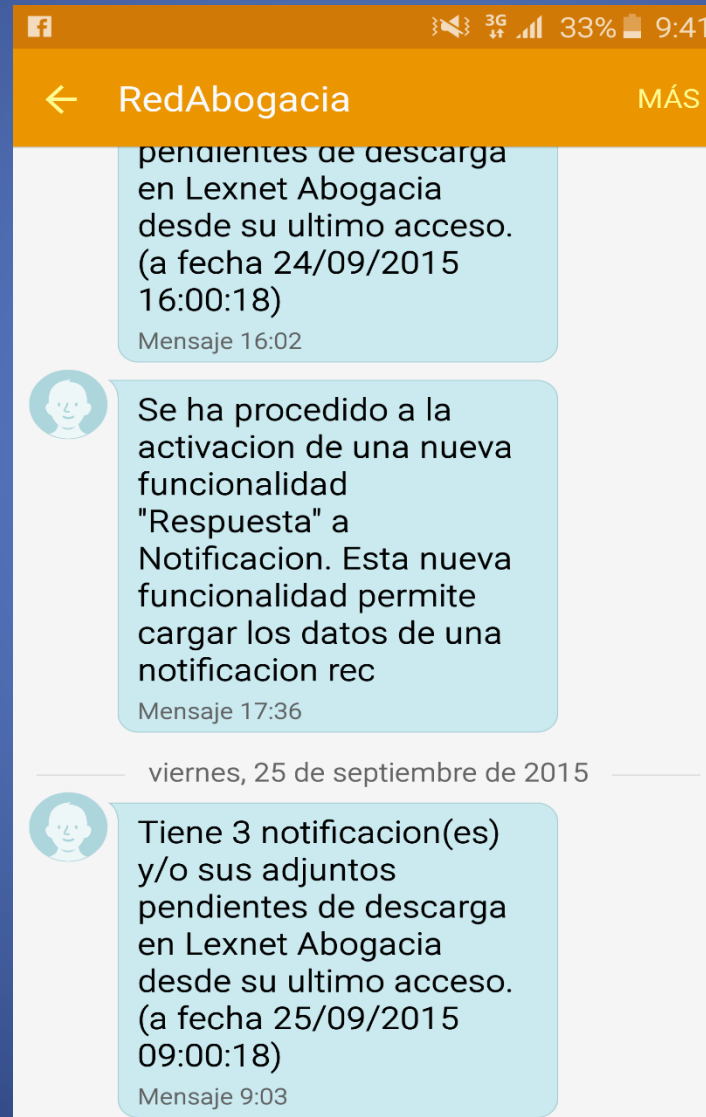 3G 33% 9:41
RedAbogacia MÁS
pendientes de descarga
en Lexnet Abogacia
desde su ultimo acceso.
(a fecha 24/09/2015
16:00:18)
Mensaje 16:02
Se ha procedido a la
activacion de una nueva
funcionalidad
"Respuesta" a
Notificacion. Esta nueva
funcionalidad permite
cargar los datos de una
notificacion rec
Mensaje 17:36
viernes, 25 de septiembre de 2015
Tiene 3 notificacion(es)
y/o sus adjuntos
pendientes de descarga
en Lexnet Abogacia
desde su ultimo acceso.
(a fecha 25/09/2015
09:00:18)
Mensaje 9:03